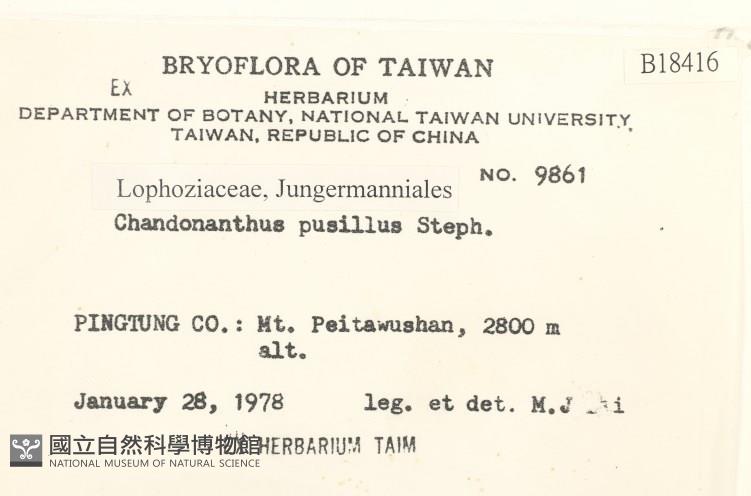 BRYOFLORA OF TAIWAN
B18416
EX
HERBARIUM
DEPARTMENT OF BOTANY, NATIONAL TAIWAN UNIVERSITY,
TAIWAN, REPUBLIC OF CHINA
NO. 9861
Lophoziaceae, Jungermanniales
Chandonanthus pusillus Steph.
PINGTUNG CO.: Mt. Peitawushan, 2800 m
alt.
January 28, 1978 leg. et det. M.J
國立自然科學博物館
HERBARIUM TAIM
NATIONAL MUSEUM OF NATURAL SCIENCE